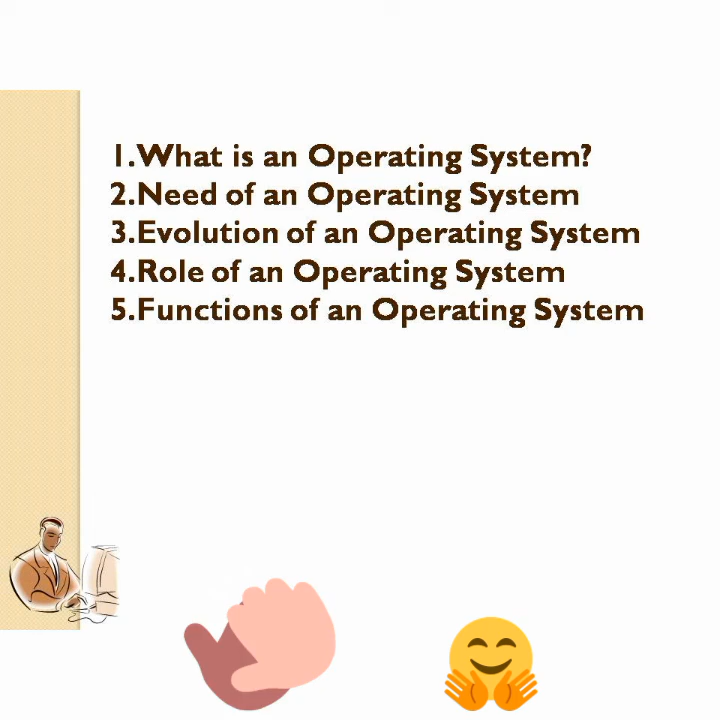 1.What is an Operating System?
2.Need of an Operating System
3.Evolution of an Operating System
4.Role of an Operating System
5.Functions of an Operating System